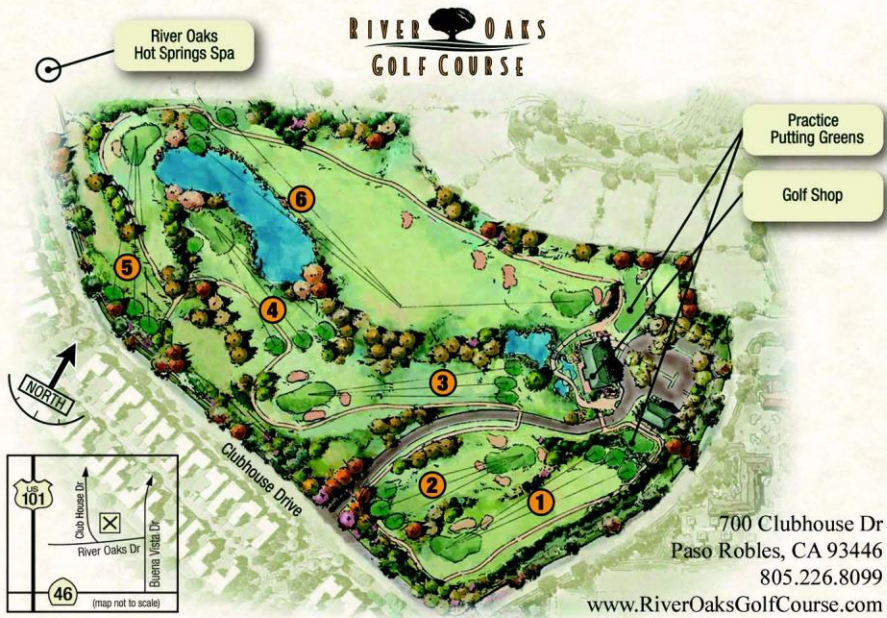 RIVER OAKS
GOLF COURSE
River Oaks
Hot Springs Spa
Practice
Putting Greens
Golf Shop
6
5
4
3
2
1
NORTH
Clubhouse Drive
US
101
Club House Dr
River Oaks Dr
Buena Vista Dr
46
(map not to scale)
700 Clubhouse Dr
Paso Robles, CA 93446
805.226.8099
www.RiverOaksGolfCourse.com